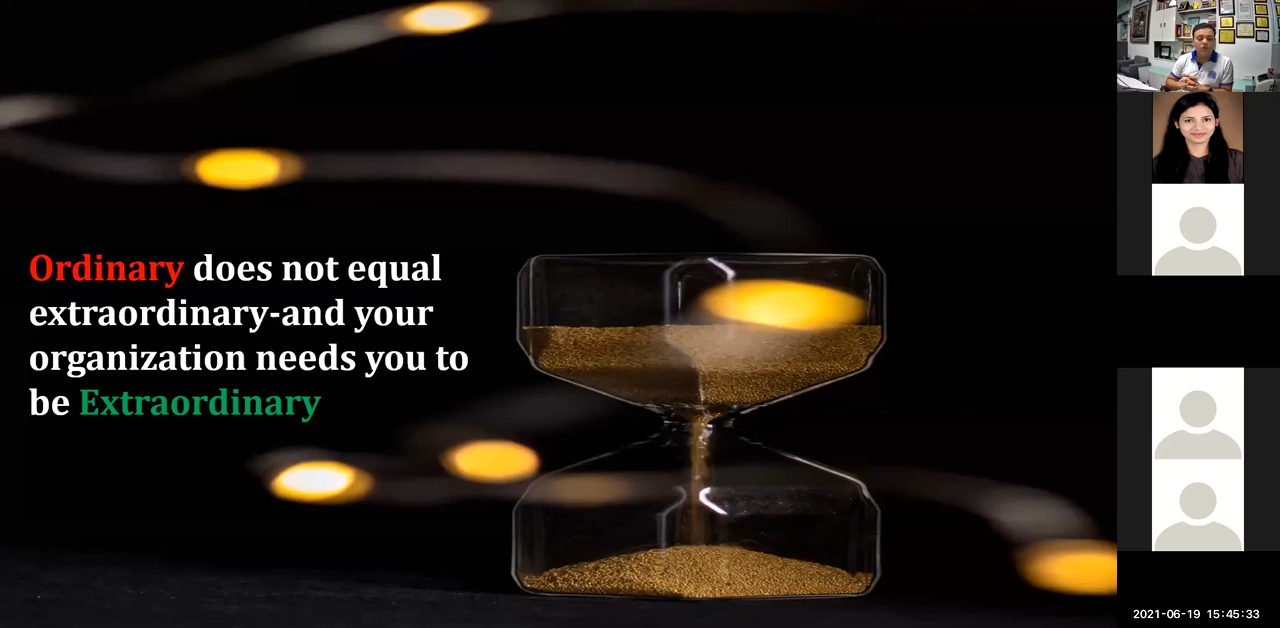 Ordinary does not equal
extraordinary-and your
organization needs you to
be Extraordinary
2021-06-19 15:45:33